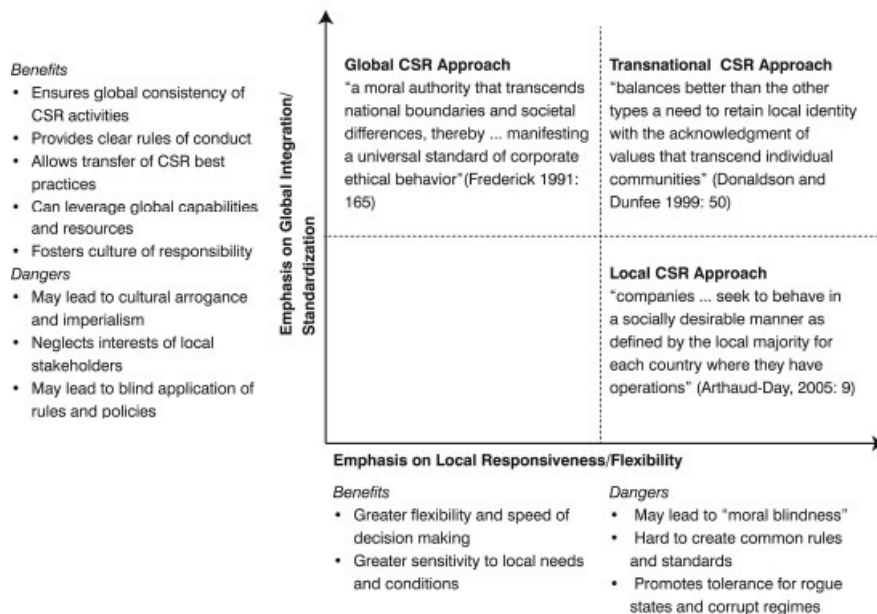 Benefits
• Ensures global consistency of
CSR activities
• Provides clear rules of conduct
• Allows transfer of CSR best
practices
• Can leverage global capabilities
and resources
• Fosters culture of responsibility
Dangers
• May lead to cultural arrogance
and imperialism
• Neglects interests of local
stakeholders
• May lead to blind application of
rules and policies
Emphasis on Global Integration/
Standardization
Global CSR Approach
“a moral authority that transcends
national boundaries and societal
differences, thereby ... manifesting
a universal standard of corporate
ethical behavior”(Frederick 1991:
165)
Transnational CSR Approach
“balances better than the other
types a need to retain local identity
with the acknowledgment of
values that transcend individual
communities” (Donaldson and
Dunfee 1999: 50)
Local CSR Approach
“companies ... seek to behave in
a socially desirable manner as
defined by the local majority for
each country where they have
operations” (Arthaud-Day, 2005: 9)
Emphasis on Local Responsiveness/Flexibility
Benefits
• Greater flexibility and speed of
decision making
• Greater sensitivity to local needs
and conditions
Dangers
• May lead to “moral blindness”
• Hard to create common rules
and standards
• Promotes tolerance for rogue
states and corrupt regimes